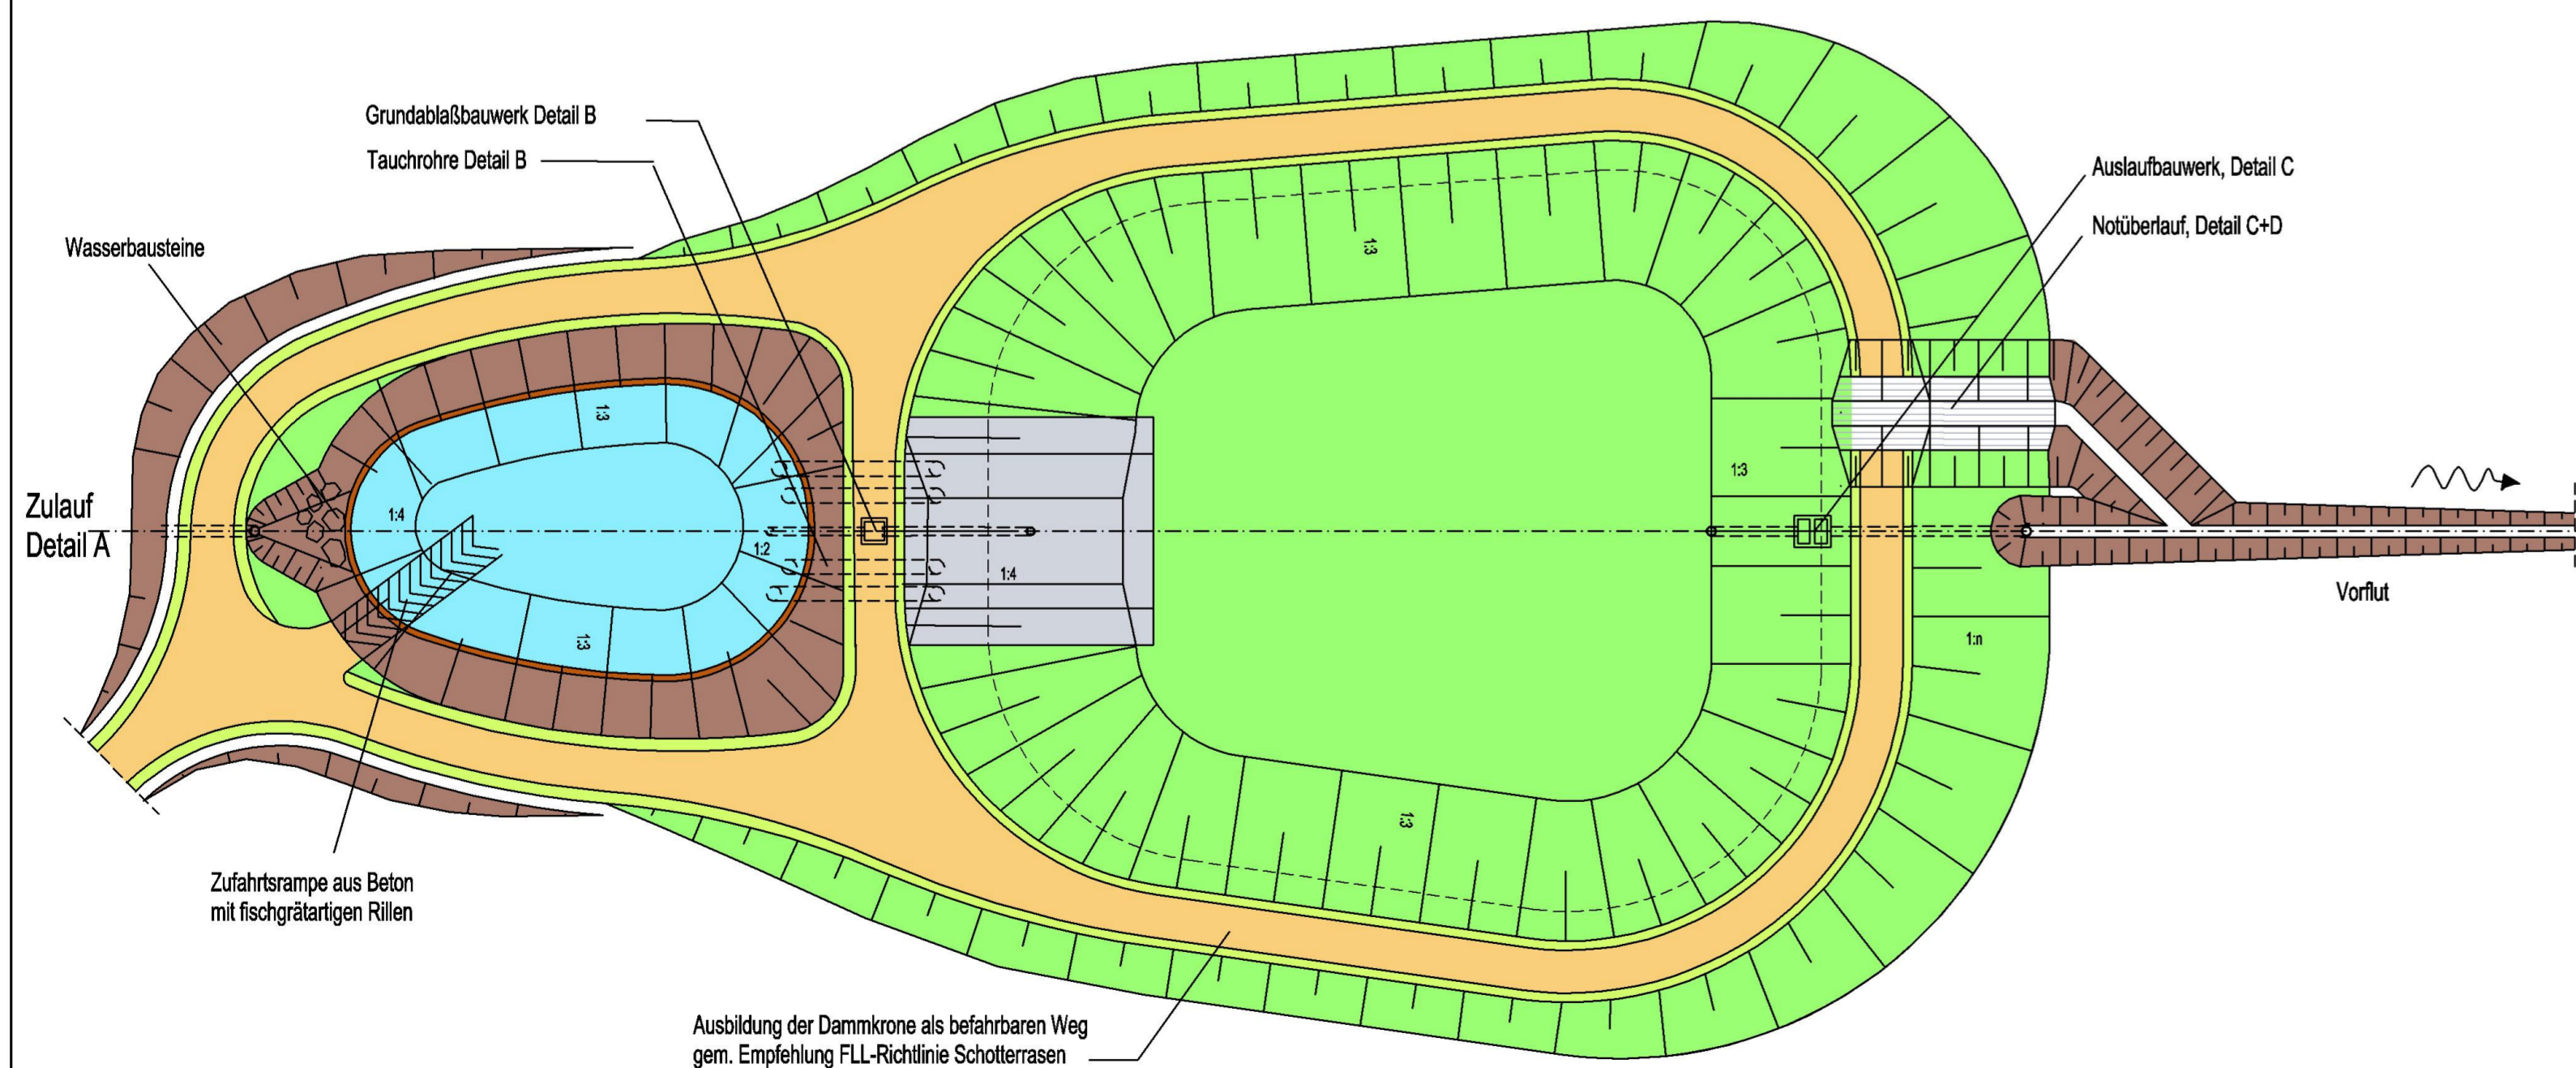 Grundablaßbauwerk Detail B
Tauchrohre Detail B
Auslaufbauwerk, Detail C
Notüberlauf, Detail C+D
Wasserbausteine
1:3
1:3
1:3
Zulauf
Detail A
1:4
1:2
1:4
Vorflut
1:n
1:3
1:3
Zufahrtsrampe aus Beton
mit fischgrätartigen Rillen
Ausbildung der Dammkrone als befahrbaren Weg
gem. Empfehlung FLL-Richtlinie Schotterrasen